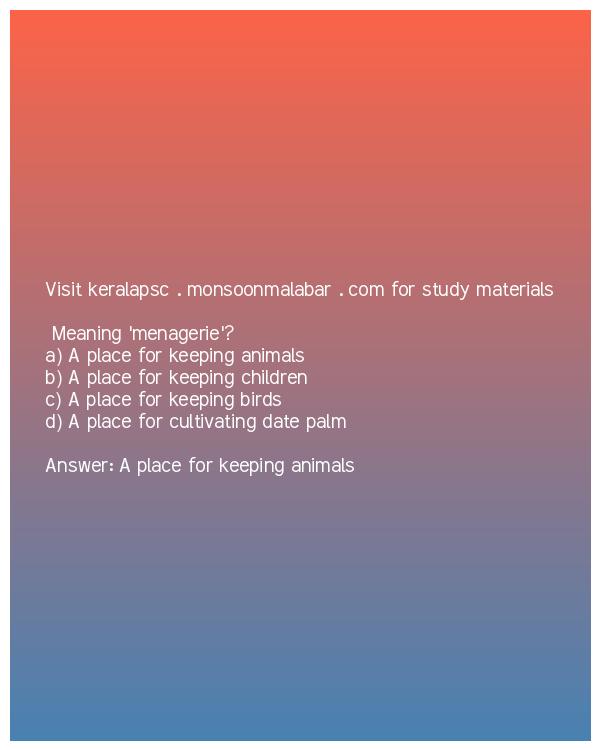 Visit keralapsc . monsoonmalabar . com for study materials
Meaning 'menagerie'?
a) A place for keeping animals
b) A place for keeping children
c) A place for keeping birds
d) A place for cultivating date palm
Answer: A place for keeping animals